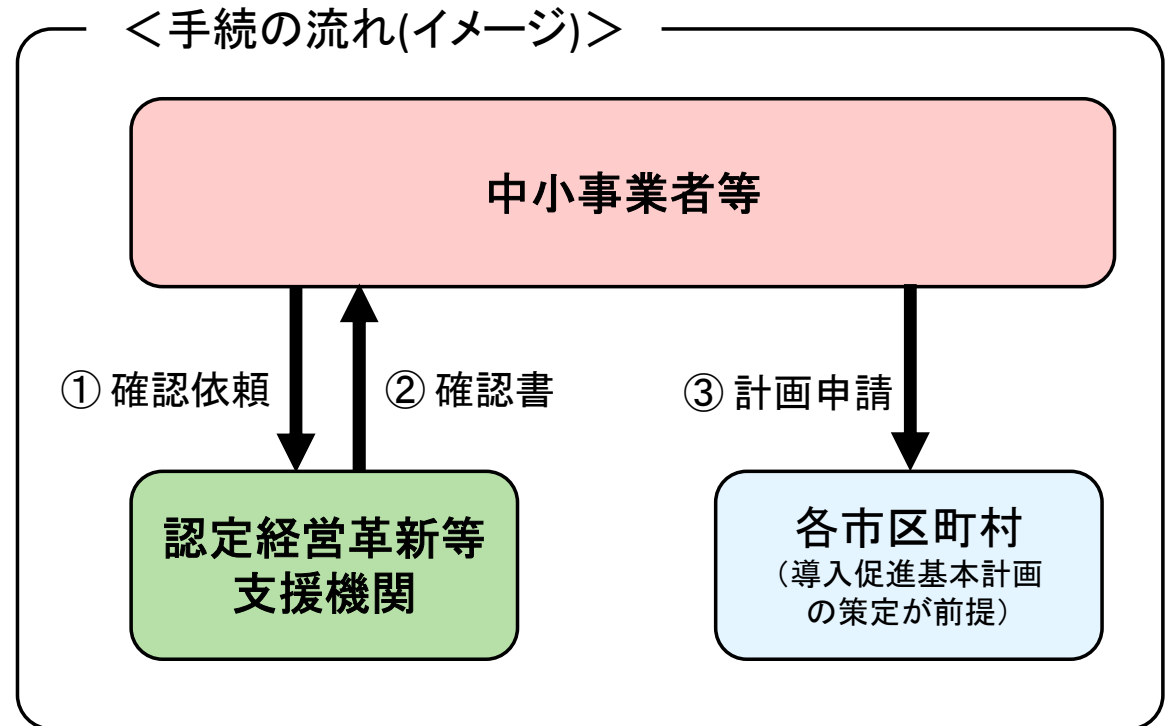 ＜手続の流れ(イメージ)＞
中小事業者等
① 確認依頼
② 確認書
③ 計画申請
認定経営革新等
支援機関
各市区町村
（導入促進基本計画
の策定が前提）